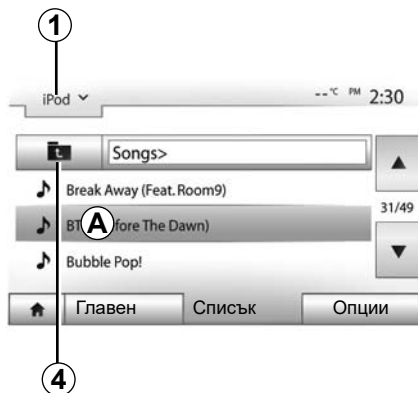 1
iPod --°C PM 2:30
Songs>
Break Away (Feat. Room9)
31/49
A
fore The Dawn)
Bubble Pop!
Главен Списък Опции
4